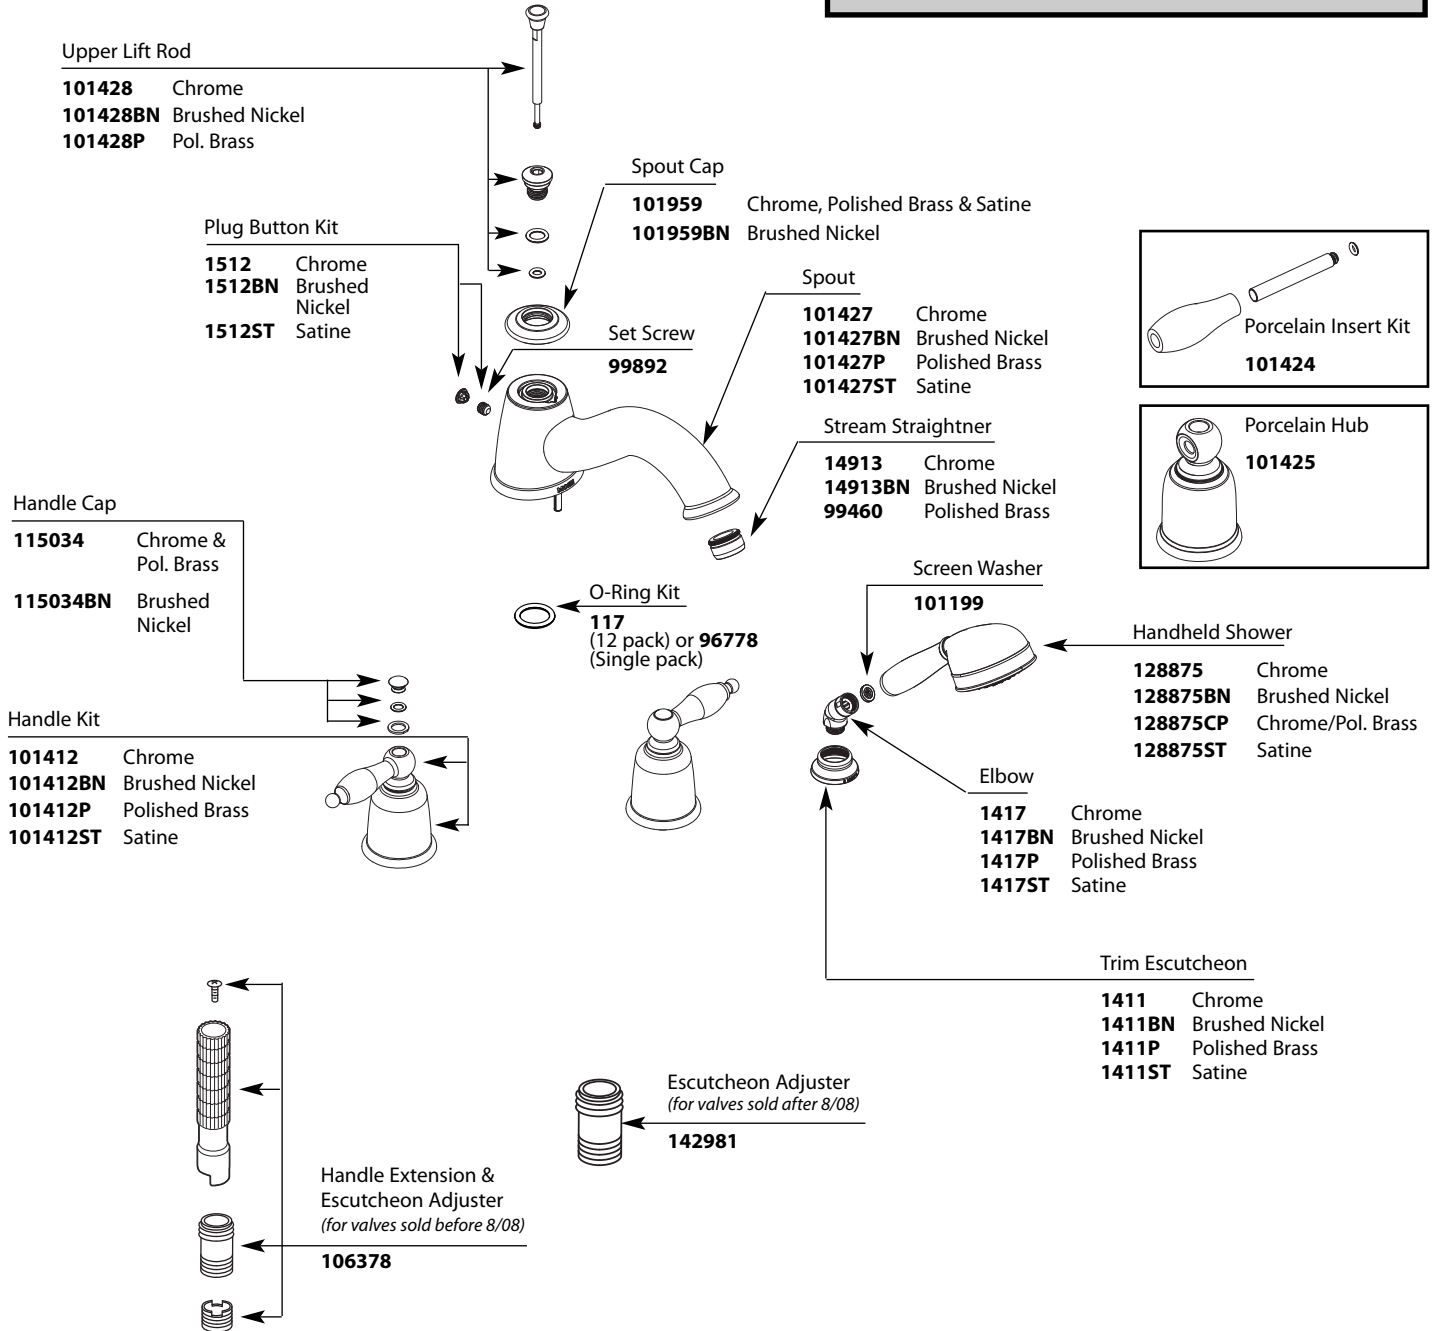 Upper Lift Rod
101428 Chrome
101428BN Brushed Nickel
101428P Pol. Brass
Spout Cap
101959 Chrome, Polished Brass & Satine
101959BN Brushed Nickel
Plug Button Kit
1512 Chrome
1512BN Brushed
Nickel
1512ST Satine
Set Screw
99892
Spout
101427 Chrome
101427BN Brushed Nickel
101427P Polished Brass
101427ST Satine
Porcelain Insert Kit
101424
Stream Straightner
14913 Chrome
14913BN Brushed Nickel
99460 Polished Brass
Porcelain Hub
101425
Handle Cap
115034 Chrome &
Pol. Brass
115034BN Brushed
Nickel
O-Ring Kit
117
(12 pack) or 96778
(Single pack)
Screen Washer
101199
Handheld Shower
128875 Chrome
128875BN Brushed Nickel
128875CP Chrome/Pol. Brass
128875ST Satine
Handle Kit
101412 Chrome
101412BN Brushed Nickel
101412P Polished Brass
101412ST Satine
Elbow
1417 Chrome
1417BN Brushed Nickel
1417P Polished Brass
1417ST Satine
Trim Escutcheon
1411 Chrome
1411BN Brushed Nickel
1411P Polished Brass
1411ST Satine
Escutcheon Adjuster
(for valves sold after 8/08)
142981
Handle Extension &
Escutcheon Adjuster
(for valves sold before 8/08)
106378